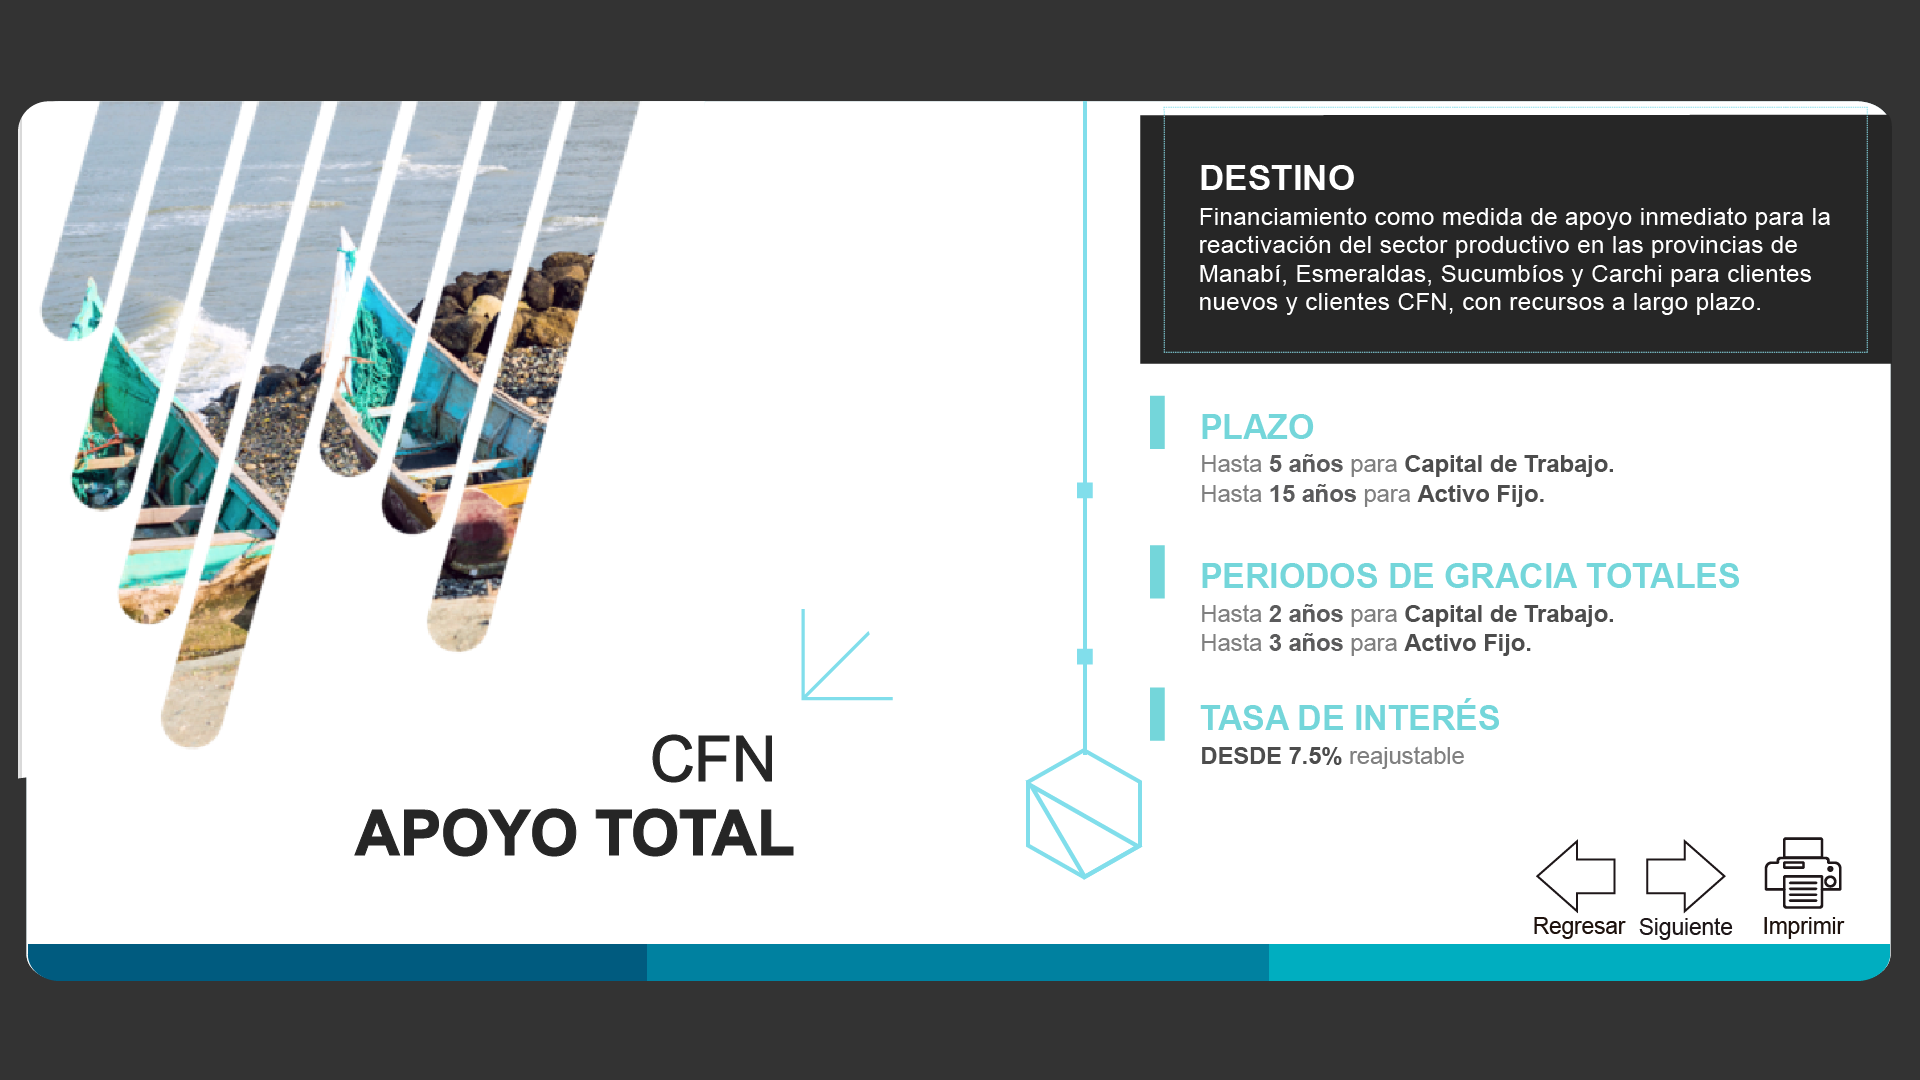 CFN
APOYO TOTAL
DESTINO
Financiamiento como medida de apoyo inmediato para la
reactivación del sector productivo en las provincias de
Manabí, Esmeraldas, Sucumbíos y Carchi para clientes
nuevos y clientes CFN, con recursos a largo plazo.
PLAZO
Hasta 5 años para Capital de Trabajo.
Hasta 15 años para Activo Fijo.
PERIODOS DE GRACIA TOTALES
Hasta 2 años para Capital de Trabajo.
Hasta 3 años para Activo Fijo.
TASA DE INTERÉS
DESDE 7.5% reajustable
Regresar Siguiente Imprimir